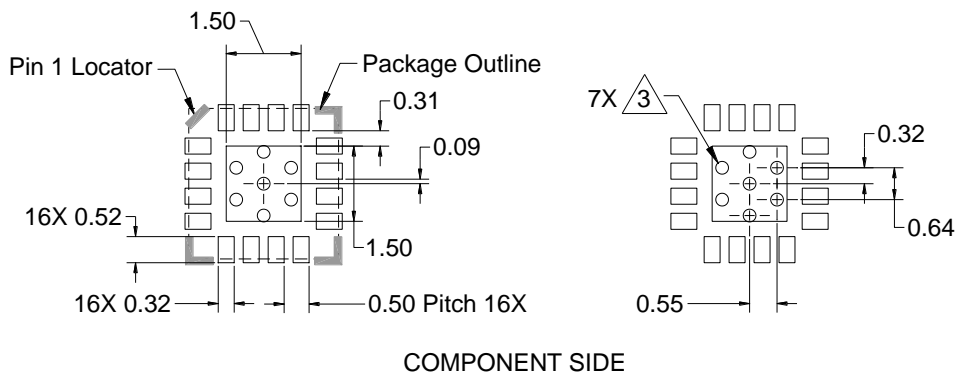 1.50
Pin 1 Locator
Package Outline
0.31
7X 3
0.09
0.32
16X 0.52
0.64
1.50
16X 0.32
0.50 Pitch 16X
0.55
COMPONENT SIDE